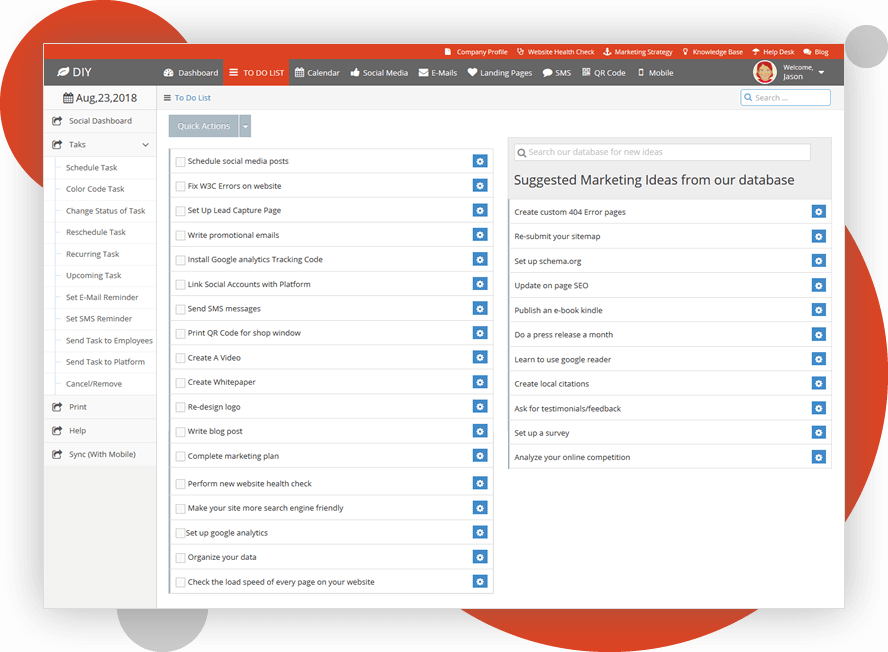 Company Profile Website Health Check Marketing Strategy Knowledge Base Help Desk Blog
DIY Dashboard TO DO LIST Calendar Social Media E-Mails Landing Pages SMS QR Code Mobile Welcome, Jason
Aug,23,2018
To Do List
Search ...
Social Dashboard
Taks
Schedule Task
Color Code Task
Change Status of Task
Reschedule Task
Recurring Task
Upcoming Task
Set E-Mail Reminder
Set SMS Reminder
Send Task to Employees
Send Task to Platform
Cancel/Remove
Print
Help
Sync (With Mobile)
Quick Actions
Schedule social media posts
Fix W3C Errors on website
Set Up Lead Capture Page
Write promotional emails
Install Google analytics Tracking Code
Link Social Accounts with Platform
Send SMS messages
Print QR Code for shop window
Create A Video
Create Whitepaper
Re-design logo
Write blog post
Complete marketing plan
Perform new website health check
Make your site more search engine friendly
Set up google analytics
Organize your data
Check the load speed of every page on your website
Search our database for new ideas
Suggested Marketing Ideas from our database
Create custom 404 Error pages
Re-submit your sitemap
Set up schema.org
Update on page SEO
Publish an e-book kindle
Do a press release a month
Learn to use google reader
Create local citations
Ask for testimonials/feedback
Set up a survey
Analyze your online competition